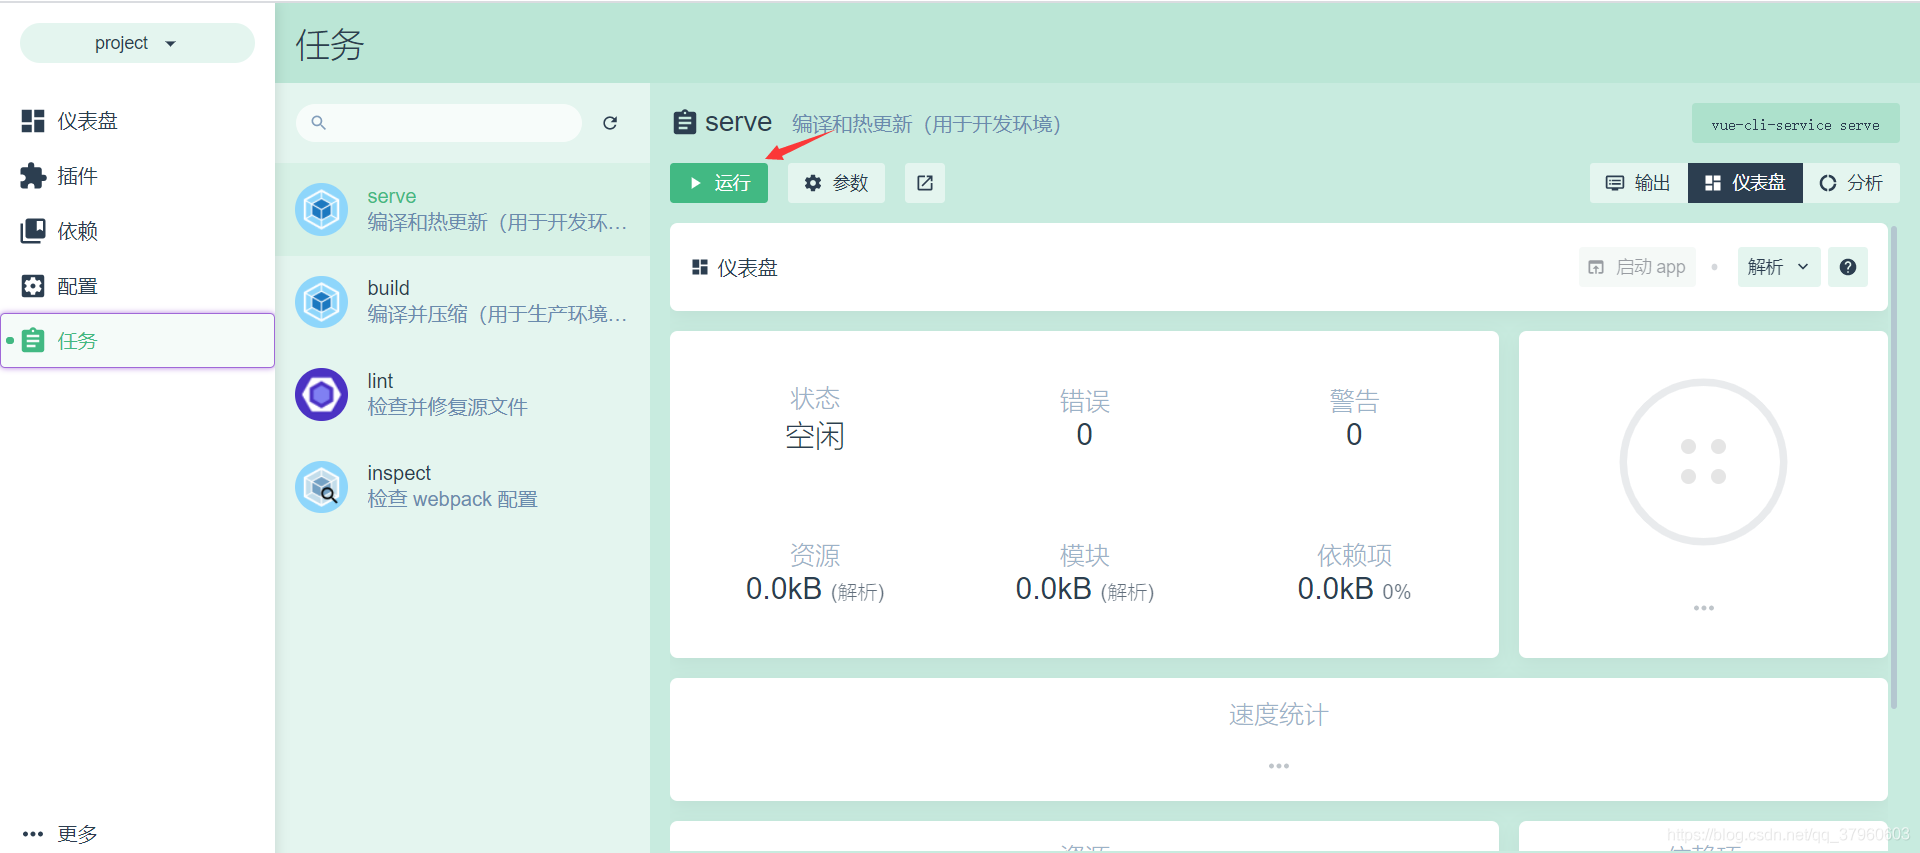 project
仪表盘
插件
依赖
配置
任务
更多
任务
serve
编译和热更新（用于开发环...
build
编译并压缩（用于生产环境...
lint
检查并修复源文件
inspect
检查 webpack 配置
serve 编译和热更新（用于开发环境）
vue-cli-service serve
运行 参数
输出 仪表盘 分析
仪表盘
启动 app 解析
状态 错误 警告
空闲 0 0
资源 模块 依赖项
0.0kB (解析) 0.0kB (解析) 0.0kB 0%
速度统计
资源 依赖项
https://blog.csdn.net/qq_37960603